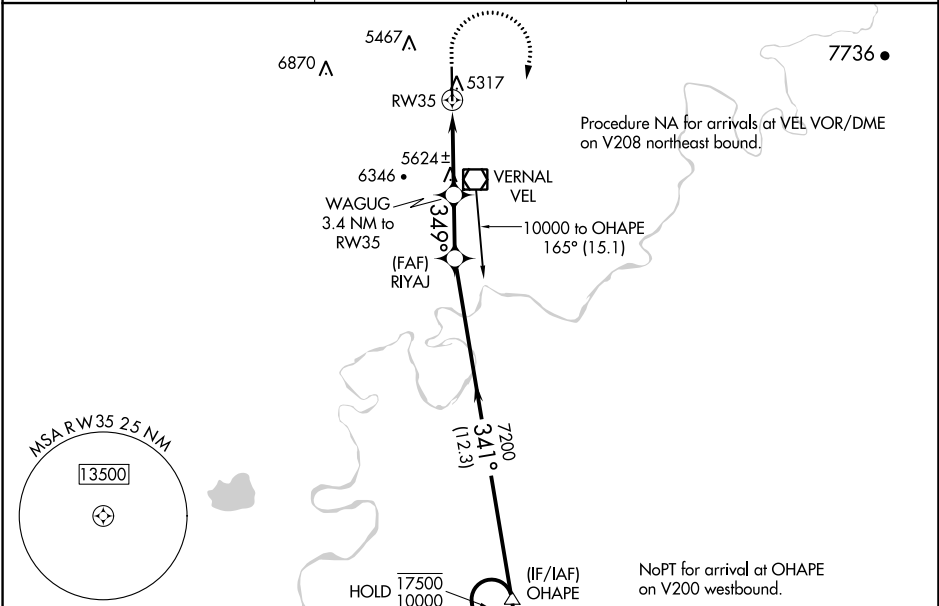 5467
6870
7736
5317
RW35
Procedure NA for arrivals at VEL VOR/DME
on V208 northeast bound.
5624±
6346
VERNAL
VEL
WAGUG
3.4 NM to
RW35
349°
10000 to OHAPE
165° (15.1)
(FAF)
RIYAJ
7200
341°
(12.3)
MSA RW35 25 NM
13500
(IF/IAF)
OHAPE
NoPT for arrival at OHAPE
on V200 westbound.
HOLD
17500
10000